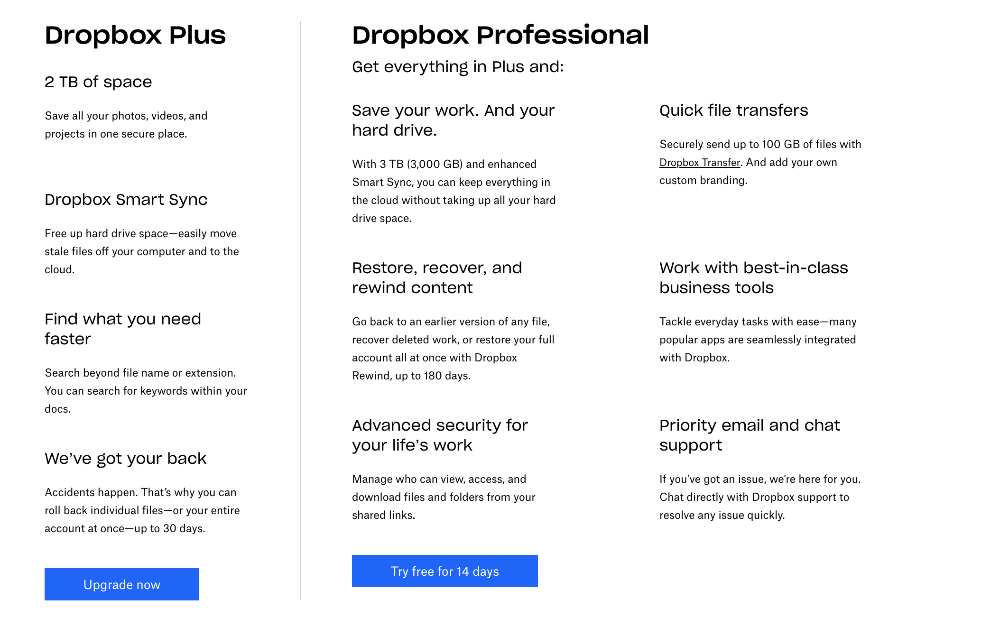 Dropbox Plus
2 TB of space
Save all your photos, videos, and
projects in one secure place.
Dropbox Smart Sync
Free up hard drive space—easily move
stale files off your computer and to the
cloud.
Find what you need
faster
Search beyond file name or extension.
You can search for keywords within your
docs.
We’ve got your back
Accidents happen. That’s why you can
roll back individual files—or your entire
account at once—up to 30 days.
Upgrade now
Dropbox Professional
Get everything in Plus and:
Save your work. And your
hard drive.
With 3 TB (3,000 GB) and enhanced
Smart Sync, you can keep everything in
the cloud without taking up all your hard
drive space.
Quick file transfers
Securely send up to 100 GB of files with
Dropbox Transfer. And add your own
custom branding.
Restore, recover, and
rewind content
Go back to an earlier version of any file,
recover deleted work, or restore your full
account all at once with Dropbox
Rewind, up to 180 days.
Work with best-in-class
business tools
Tackle everyday tasks with ease—many
popular apps are seamlessly integrated
with Dropbox.
Advanced security for
your life’s work
Manage who can view, access, and
download files and folders from your
shared links.
Priority email and chat
support
If you’ve got an issue, we’re here for you.
Chat directly with Dropbox support to
resolve any issue quickly.
Try free for 14 days